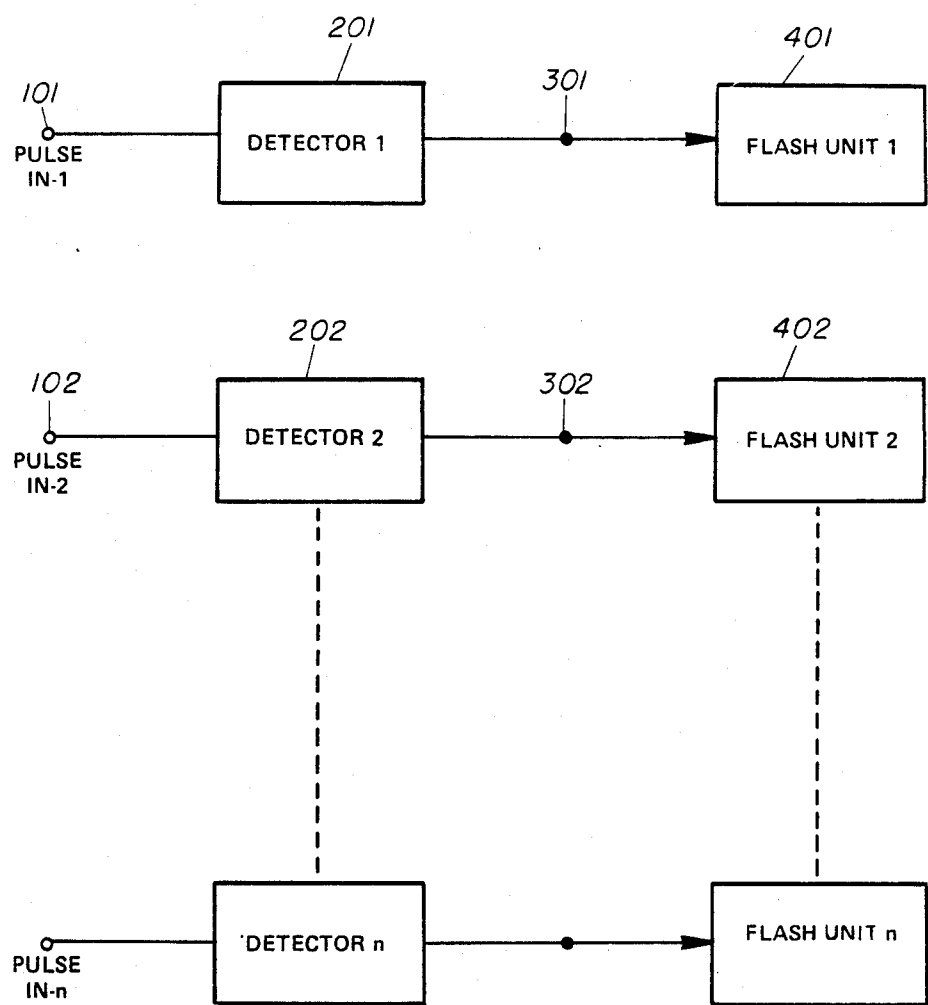 201
401
101
301
DETECTOR 1
FLASH UNIT 1
PULSE
IN-1
202
402
102
302
DETECTOR 2
FLASH UNIT 2
PULSE
IN-2
DETECTOR n
FLASH UNIT n
PULSE
IN-n